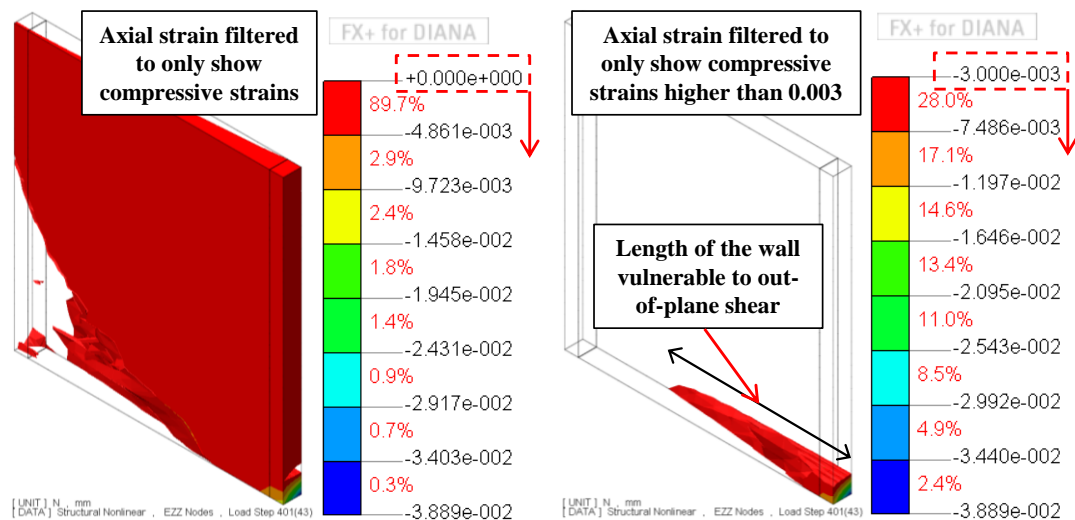 Axial strain filtered
to only show
compressive strains
FX+ for DIANA
+0.000e+000
89.7%
-4.861e-003
2.9%
-9.723e-003
2.4%
-1.458e-002
1.8%
-1.945e-002
1.4%
-2.431e-002
0.9%
-2.917e-002
0.7%
-3.403e-002
0.3%
-3.889e-002
[ UNIT ] N , mm
[ DATA ] Structural Nonlinear , EZZ Nodes , Load Step 401(43)
Axial strain filtered to
only show compressive
strains higher than 0.003
FX+ for DIANA
-3.000e-003
28.0%
-7.486e-003
17.1%
-1.197e-002
14.6%
-1.646e-002
13.4%
-2.095e-002
11.0%
-2.543e-002
8.5%
-2.992e-002
4.9%
-3.440e-002
2.4%
-3.889e-002
Length of the wall
vulnerable to out-
of-plane shear
[ UNIT ] N , mm
[ DATA ] Structural Nonlinear , EZZ Nodes , Load Step 401(43)